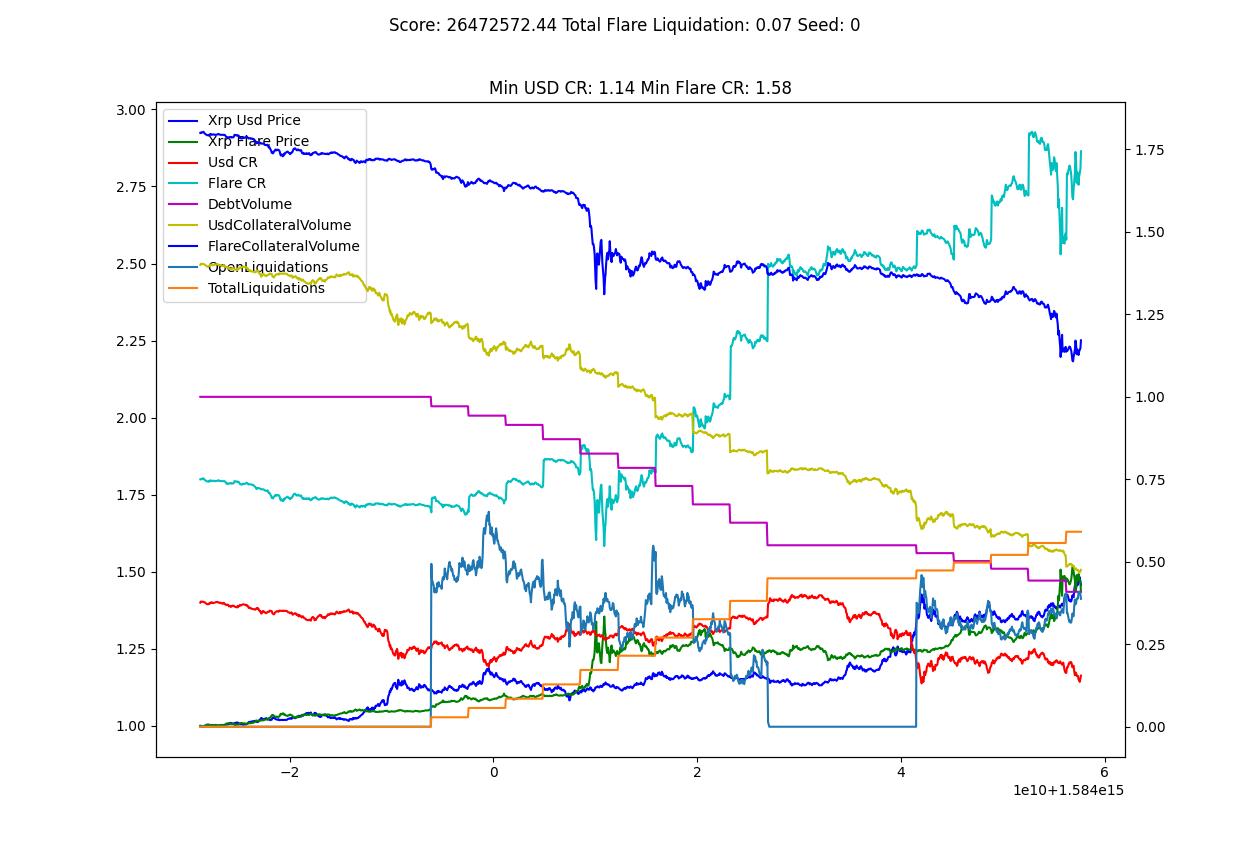 Score: 26472572.44 Total Flare Liquidation: 0.07 Seed: 0
Min USD CR: 1.14 Min Flare CR: 1.58
Xrp Usd Price
Xrp Flare Price
Usd CR
Flare CR
DebtVolume
UsdCollateralVolume
FlareCollateralVolume
OpenLiquidations
TotalLiquidations
3.00
2.75
2.50
2.25
2.00
1.75
1.50
1.25
1.00
1.75
1.50
1.25
1.00
0.75
0.50
0.25
0.00
−2 0 2 4 6
1e10+1.584e15